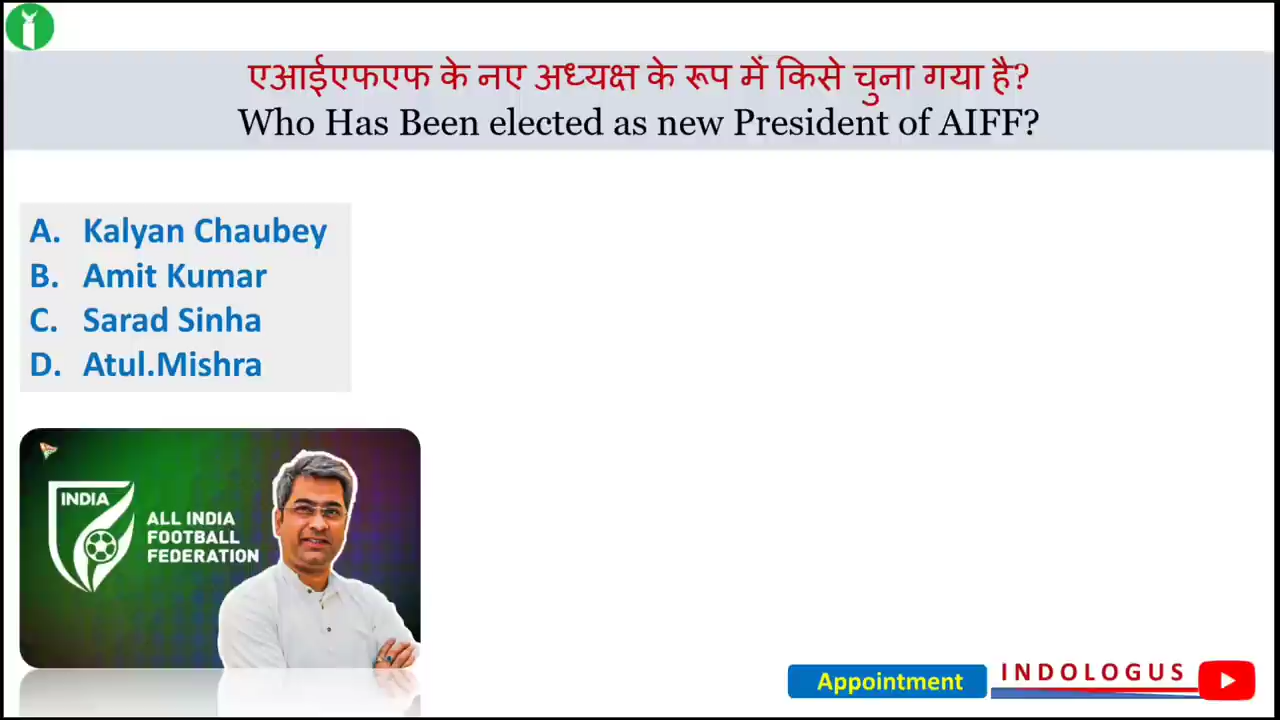 एआईएफएफ के नए अध्यक्ष के रूप में किसे चुना गया है?
Who Has Been elected as new President of AIFF?
A. Kalyan Chaubey
B. Amit Kumar
C. Sarad Sinha
D. Atul.Mishra
INDIA
ALL INDIA
FOOTBALL
FEDERATION
Appointment
INDOLOGUS